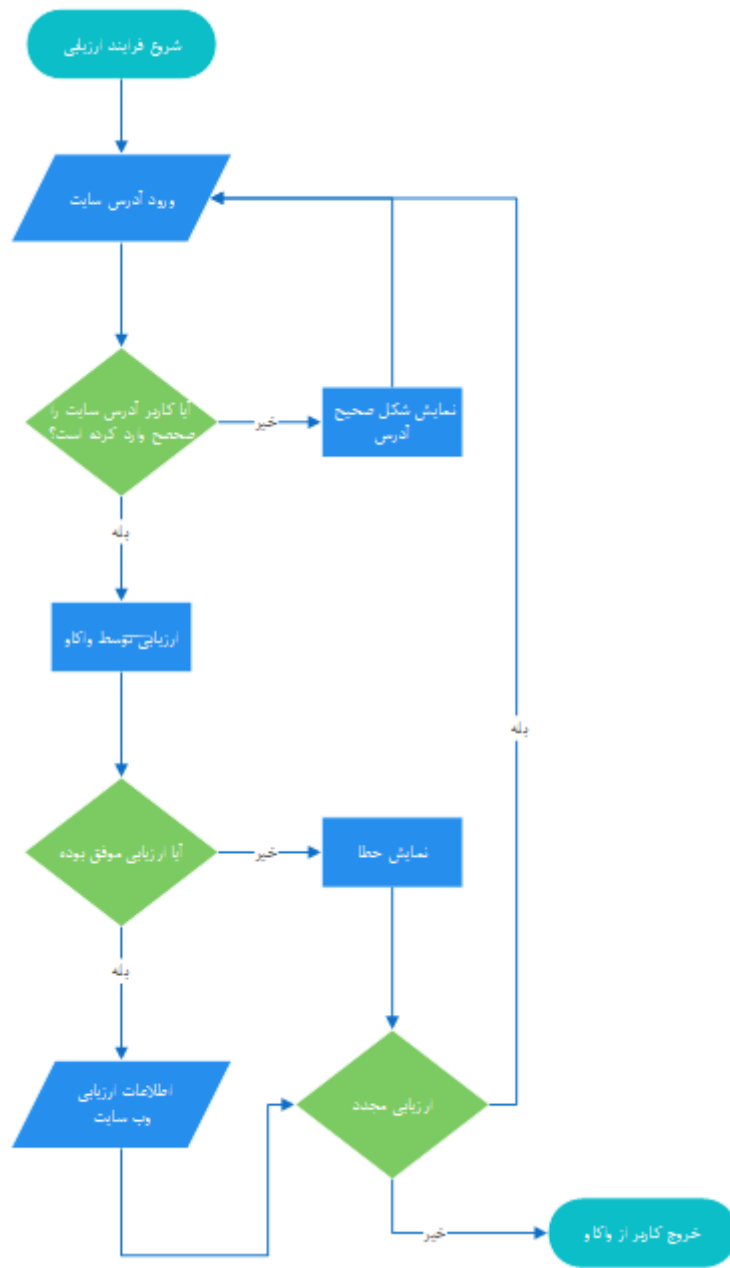 شروع فرایند ارزیابی
ورود آدرس سایت
آیا کاربر آدرس سایت را
صحصح وارد کرده است؟
خیر
نمایش شکل صحیح
آدرس
بله
ارزیابی توسط واکاو
بله
آیا ارزیابی موفق بوده
خیر
نمایش خطا
بله
اطلاعات ارزیابی
وب سایت
ارزیابی مجدد
خیر
خروج کاربر از واکاو